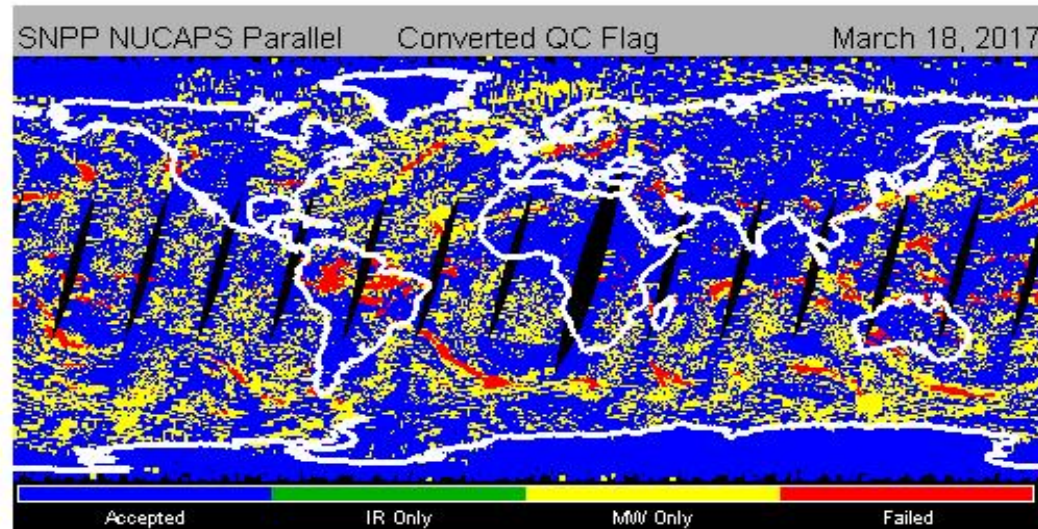 SNPP NUCAPS Parallel Converted QC Flag March 18, 2017
Accepted IR Only MW Only Failed